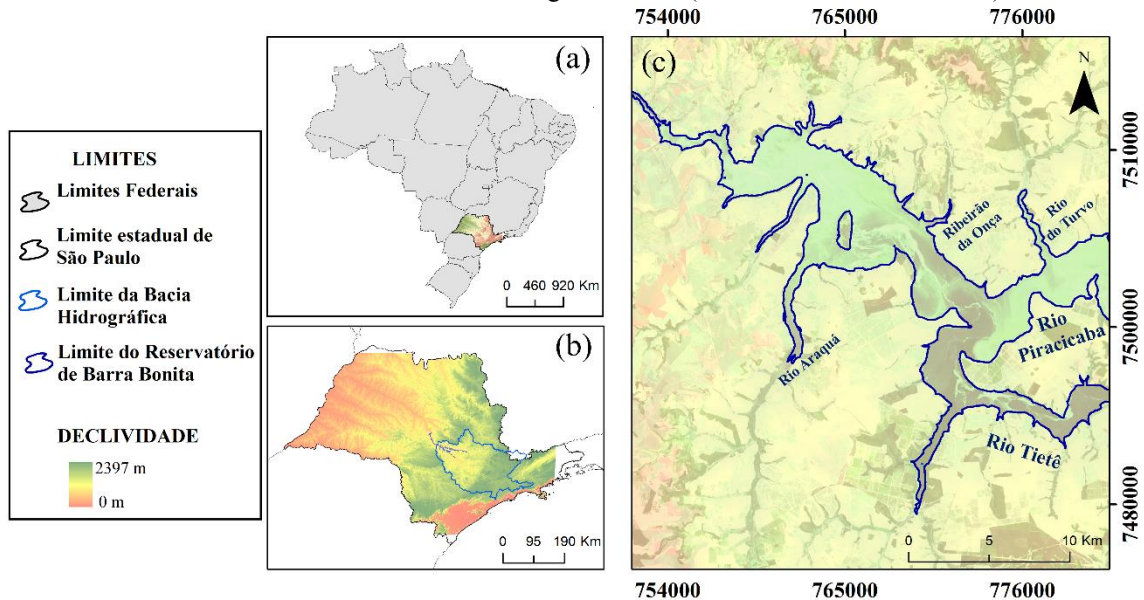 754000 765000 776000
(a)
(c)
N
LIMITES
Limites Federais
Limite estadual de
São Paulo
Limite da Bacia
Hidrográfica
Limite do Reservatório
de Barra Bonita
DECLIVIDADE
2397 m
0 m
0 460 920 Km
(b)
0 95 190 Km
Ribeirão
da Onça
Rio
do Turvo
Rio
Piracicaba
Rio Araquá
Rio Tietê
0 5 10 Km
7510000
7500000
7490000
7480000
754000 765000 776000